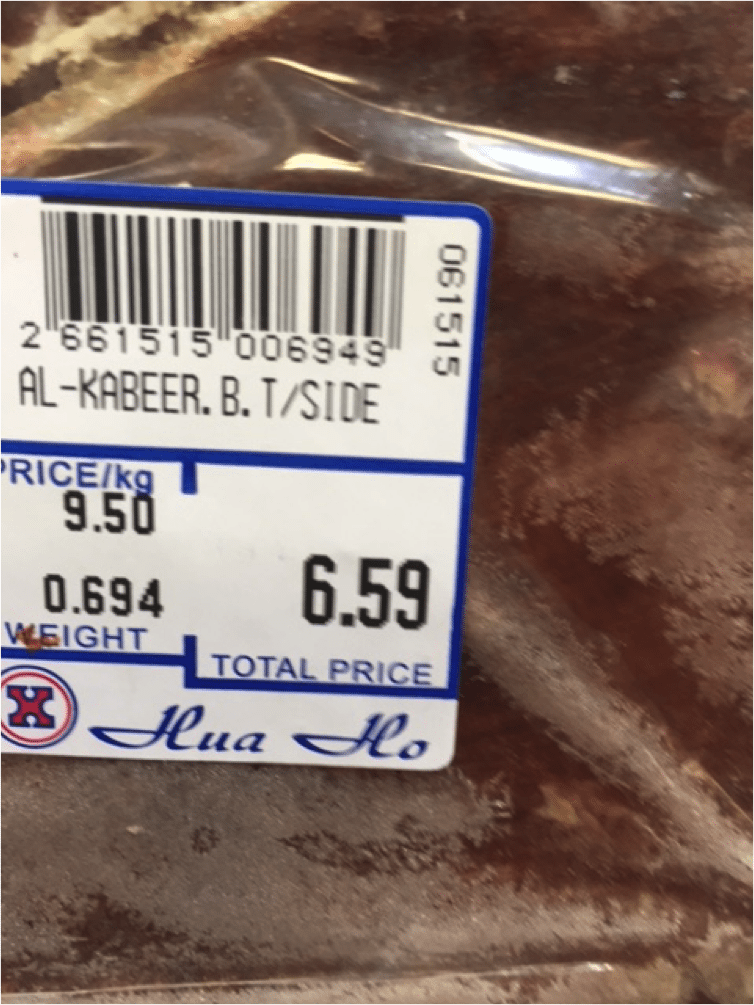 2 661515 006949
061515
AL-KABEER. B. T/SIDE
PRICE/kg
9.50
0.694
WEIGHT
6.59
TOTAL PRICE
Hua Ho